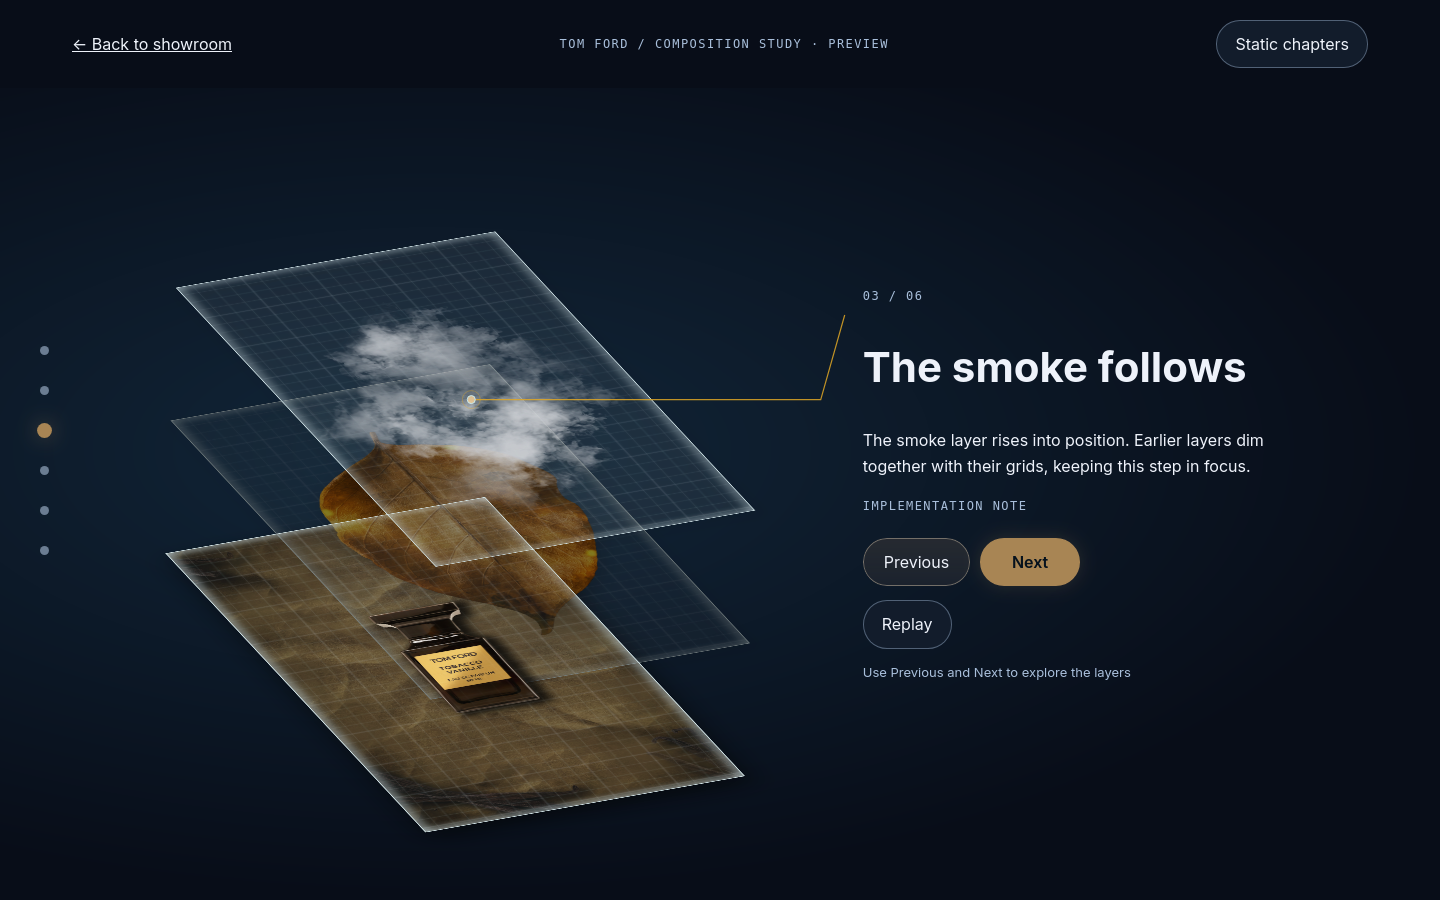 ← Back to showroom
TOM FORD / COMPOSITION STUDY · PREVIEW
Static chapters
03 / 06
The smoke follows
The smoke layer rises into position. Earlier layers dim
together with their grids, keeping this step in focus.
IMPLEMENTATION NOTE
Previous
Next
Replay
Use Previous and Next to explore the layers
TOM FORD
TOBACCO
VANILLE